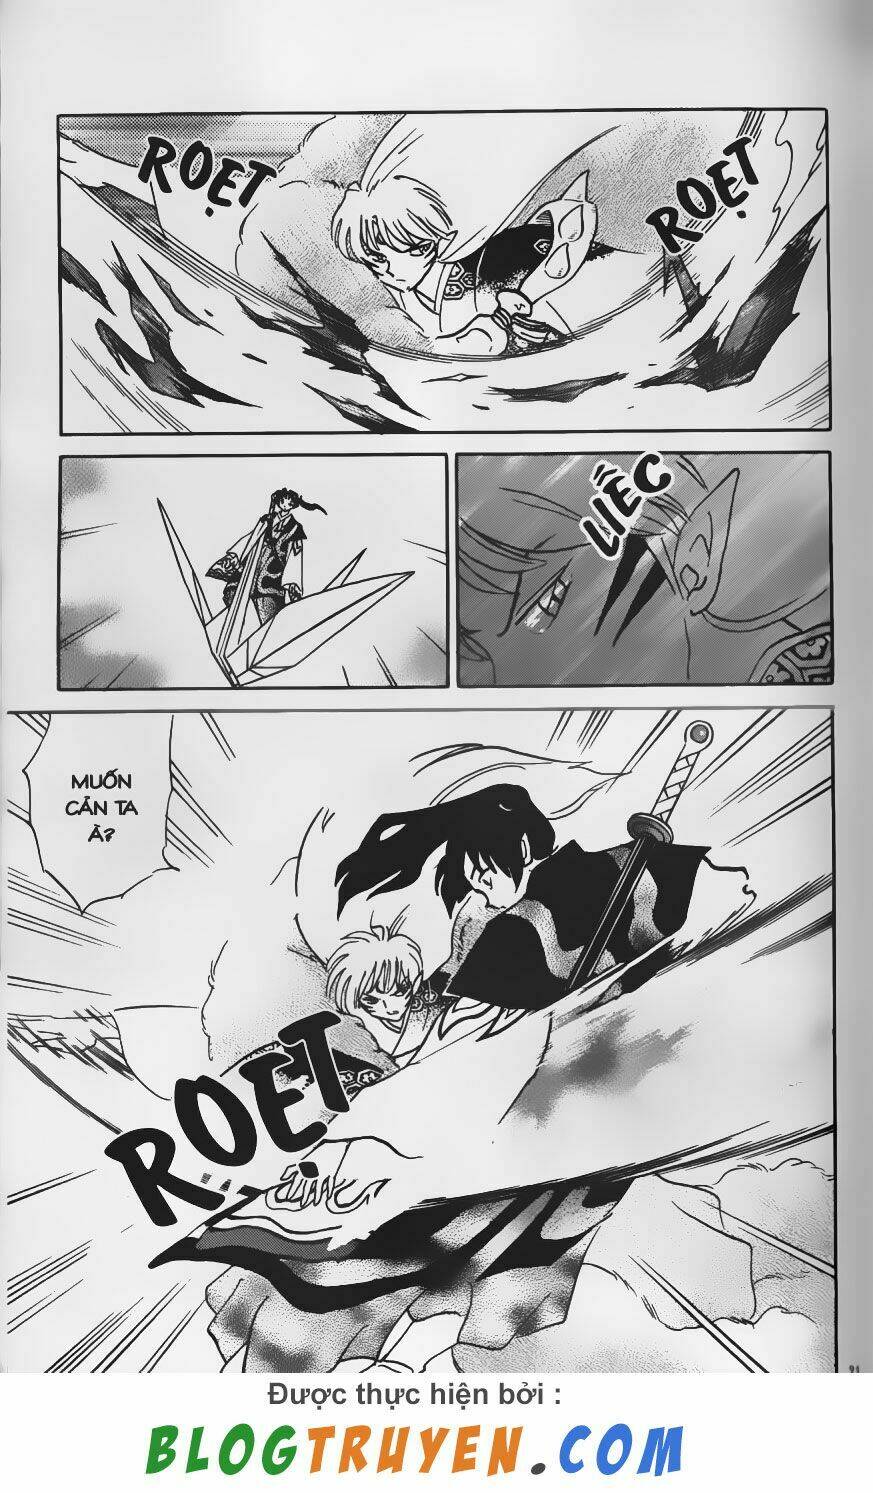 ROẸT
ROẸT
LIẾC
MUỐN
CẢN TA
À?
ROẸT
Được thực hiện bởi :
BLOGTRUYEN.COM